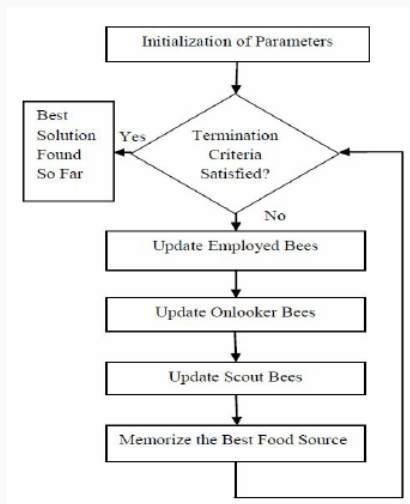 Initialization of Parameters
Best
Solution
Found
So Far
Yes
Termination
Criteria
Satisfied?
No
Update Employed Bees
Update Onlooker Bees
Update Scout Bees
Memorize the Best Food Source